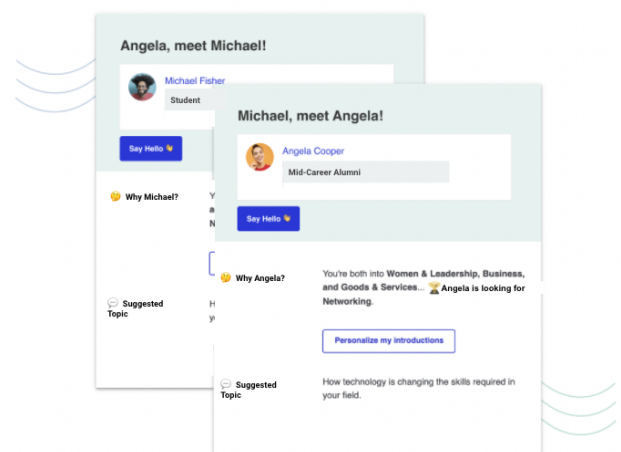 Angela, meet Michael!
Michael Fisher
Student
Say Hello 👋
🤔 Why Michael?
Y
a
N
💬 Suggested
Topic
H
y
Michael, meet Angela!
Angela Cooper
Mid-Career Alumni
Say Hello 👋
🤔 Why Angela?
You're both into Women & Leadership, Business,
and Goods & Services... ⏳Angela is looking for
Networking.
Personalize my introductions
💬 Suggested
Topic
How technology is changing the skills required in
your field.